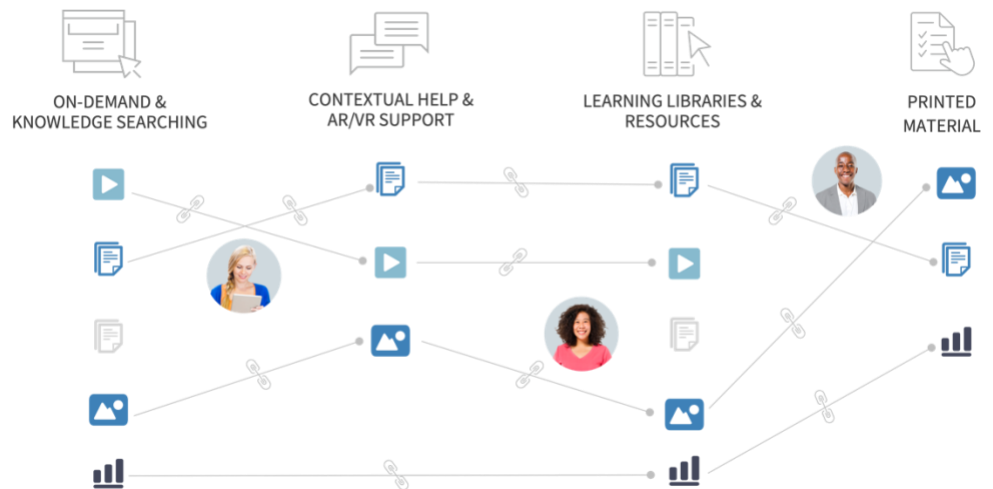 ON-DEMAND &
KNOWLEDGE SEARCHING
CONTEXTUAL HELP &
AR/VR SUPPORT
LEARNING LIBRARIES &
RESOURCES
PRINTED
MATERIAL